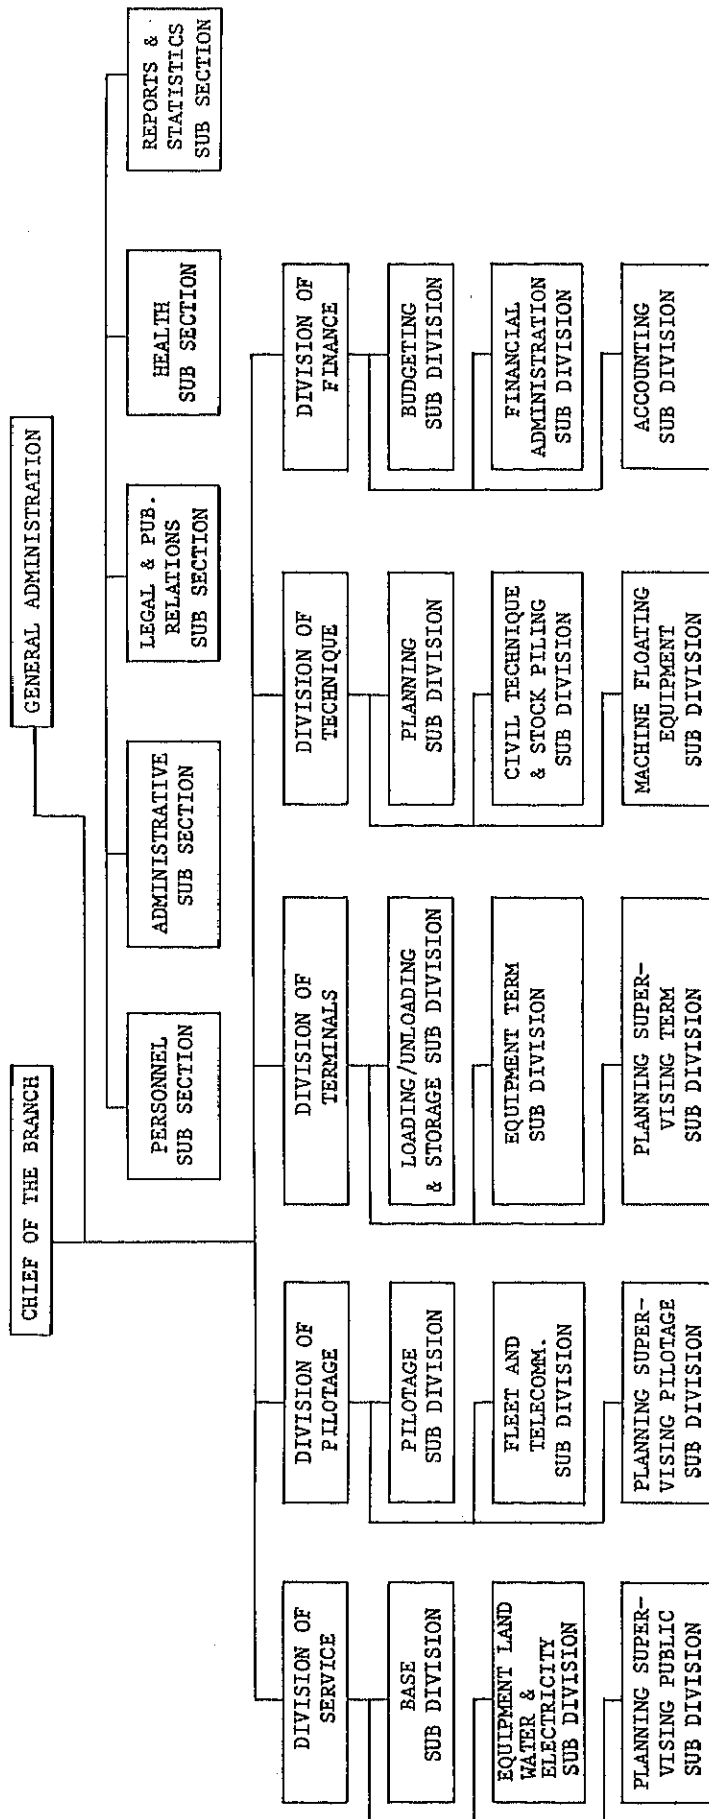 CHIEF OF THE BRANCH
GENERAL ADMINISTRATION
PERSONNEL
SUB SECTION
ADMINISTRATIVE
SUB SECTION
LEGAL & PUB.
RELATIONS
SUB SECTION
HEALTH
SUB SECTION
REPORTS &
STATISTICS
SUB SECTION
DIVISION OF
SERVICE
DIVISION OF
PILOTAGE
DIVISION OF
TERMINALS
DIVISION OF
TECHNIQUE
DIVISION OF
FINANCE
BASE
SUB DIVISION
PILOTAGE
SUB DIVISION
LOADING/UNLOADING
& STORAGE SUB DIVISION
PLANNING
SUB DIVISION
BUDGETING
SUB DIVISION
EQUIPMENT LAND
WATER &
ELECTRICITY
SUB DIVISION
FLEET AND
TELECOMM.
SUB DIVISION
EQUIPMENT TERM
SUB DIVISION
CIVIL TECHNIQUE
& STOCK PILING
SUB DIVISION
FINANCIAL
ADMINISTRATION
SUB DIVISION
PLANNING SUPER-
VISING PUBLIC
SUB DIVISION
PLANNING SUPER-
VISING PILOTAGE
SUB DIVISION
PLANNING SUPER-
VISING TERM
SUB DIVISION
MACHINE FLOATING
EQUIPMENT
SUB DIVISION
ACCOUNTING
SUB DIVISION